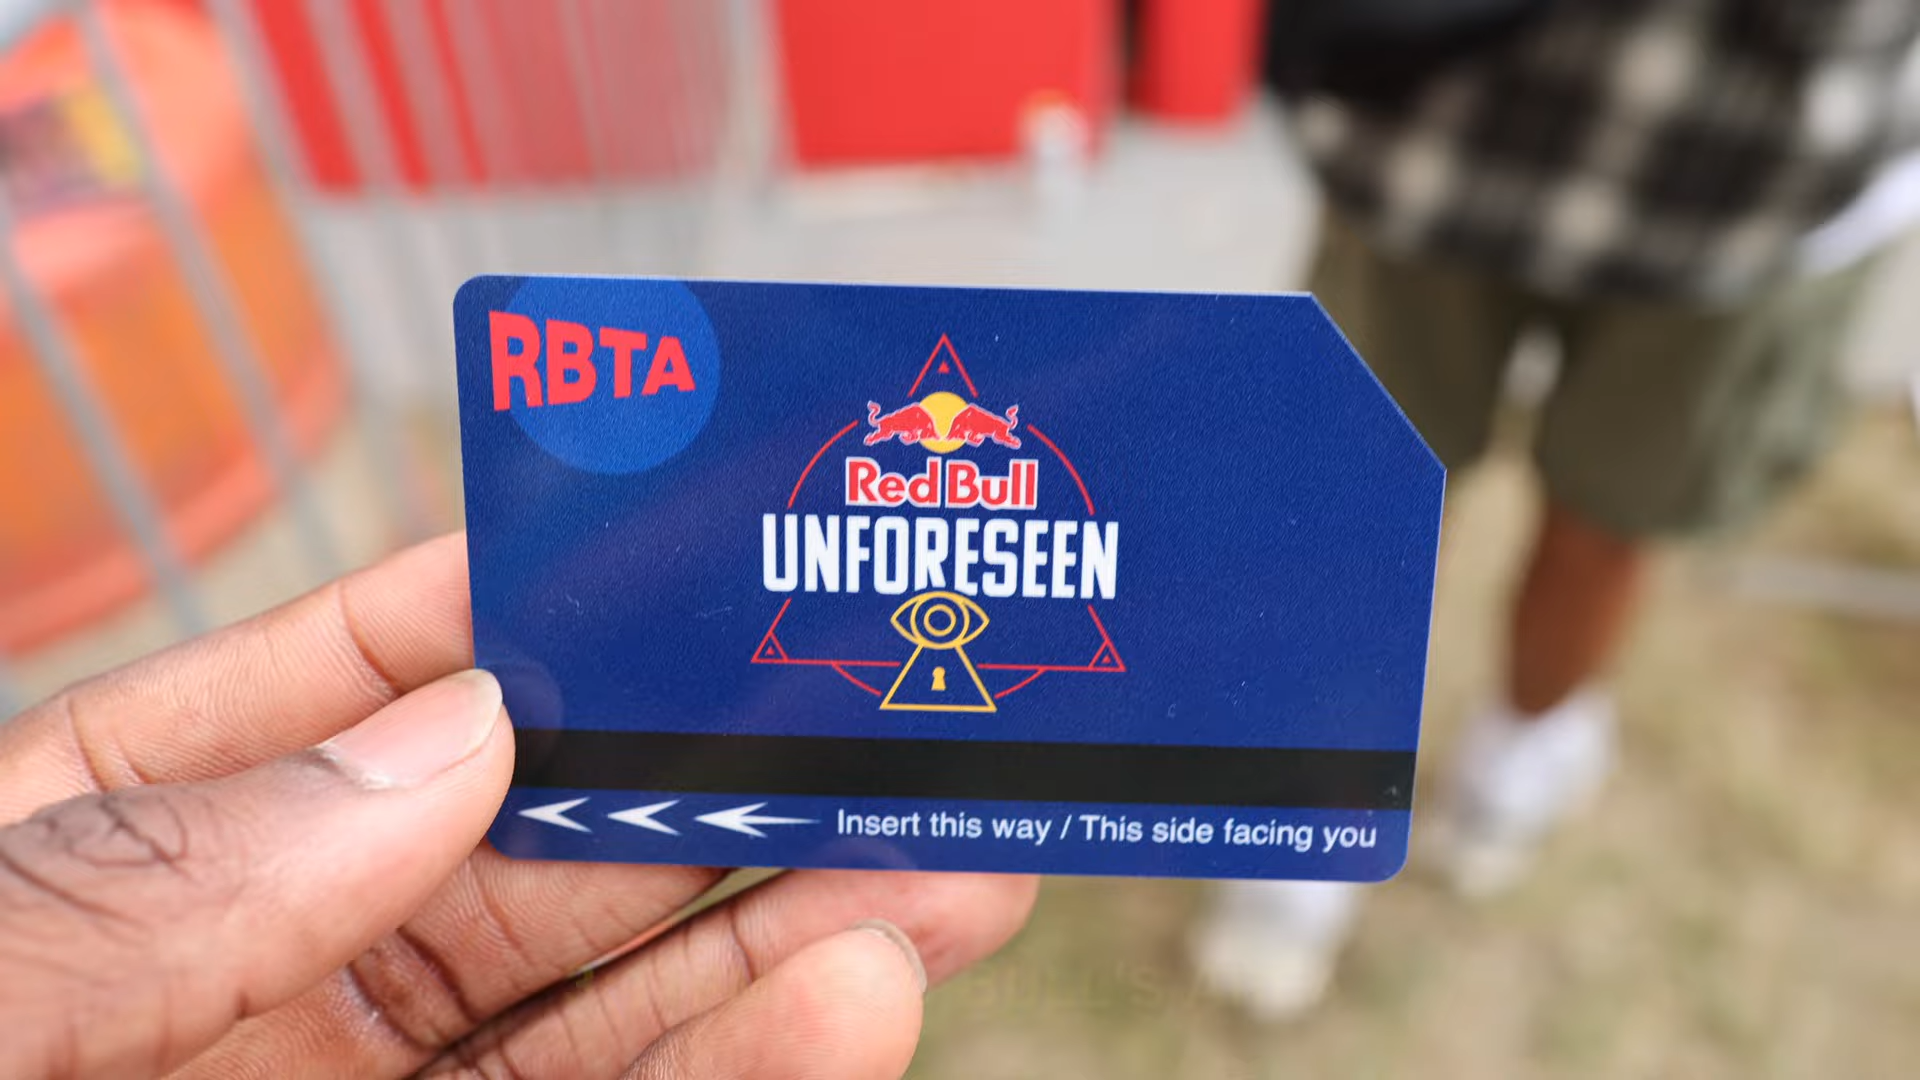 RBTA
Red Bull
UNFORESEEN
Insert this way / This side facing you